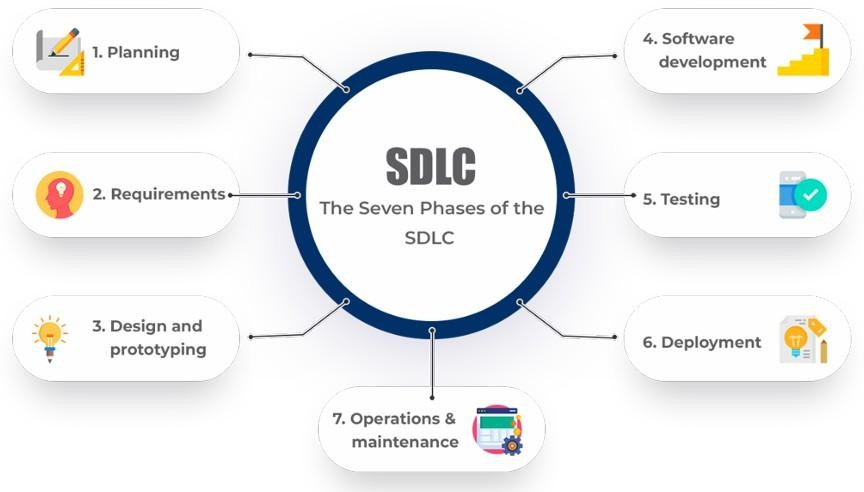 SDLC
The Seven Phases of the
SDLC
1. Planning
2. Requirements
3. Design and
prototyping
4. Software
development
5. Testing
6. Deployment
7. Operations &
maintenance